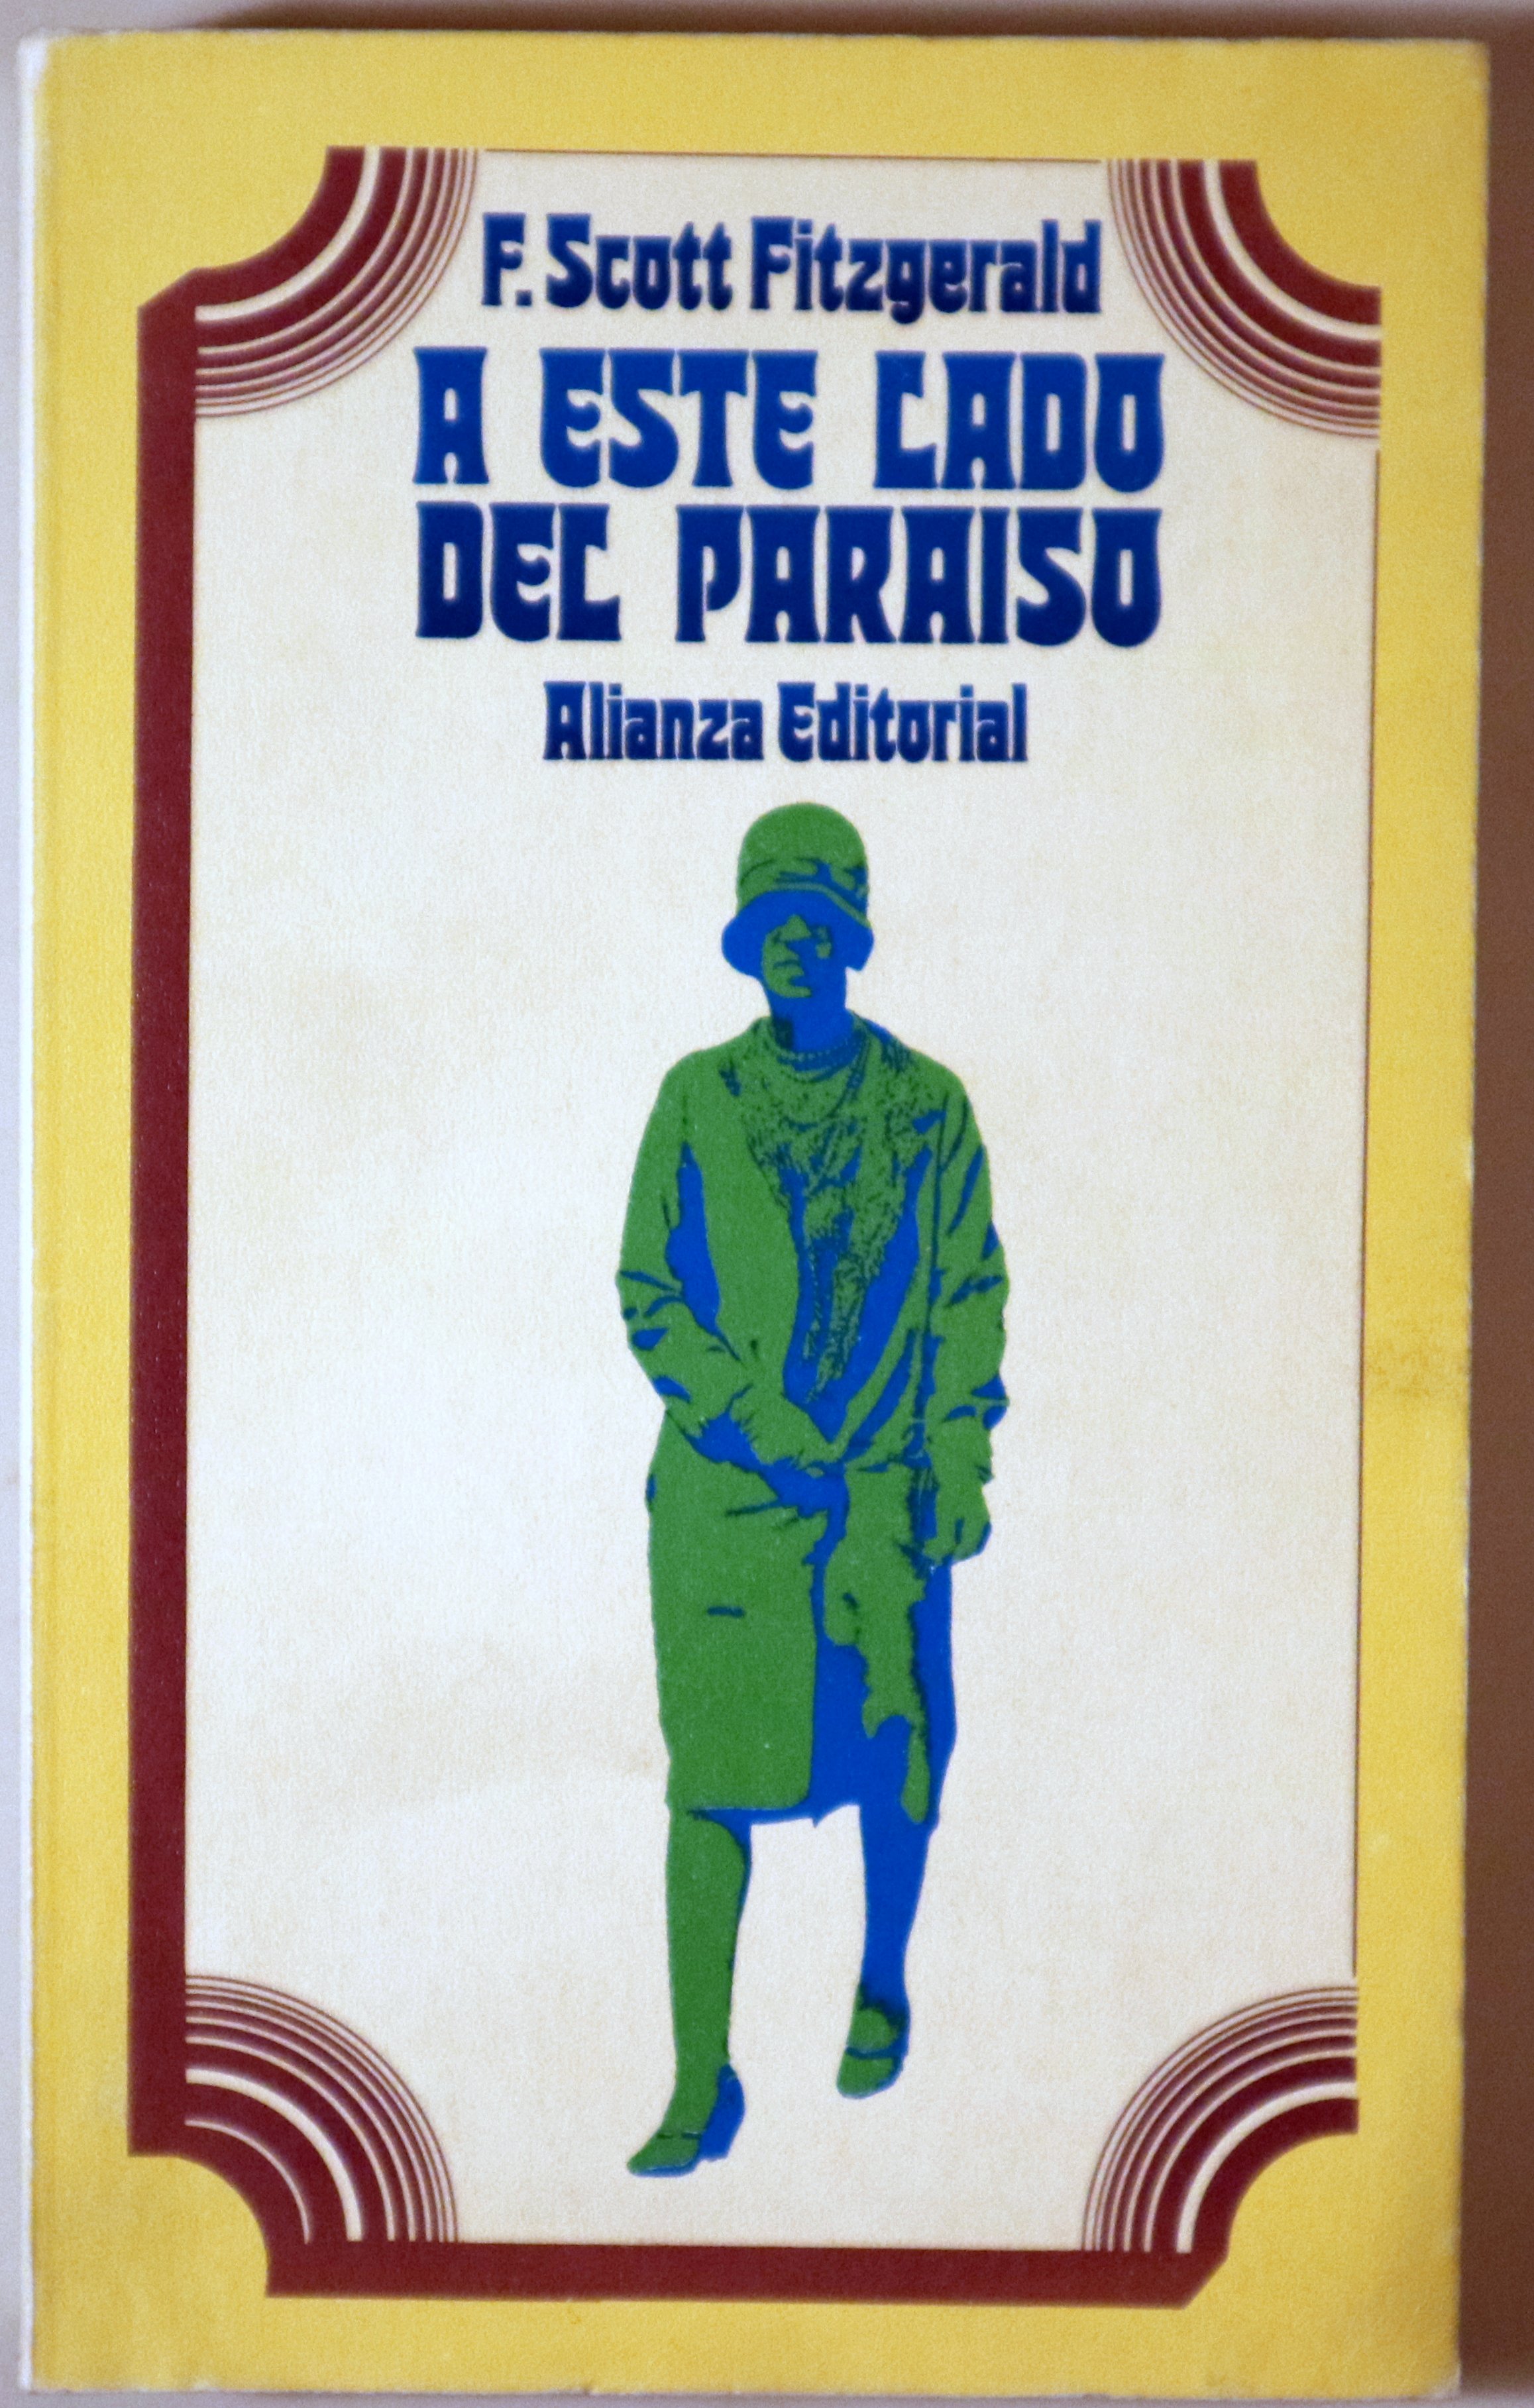 F. Scott Fitzgerald
A ESTE LADO
DEL PARAISO
Alianza Editorial